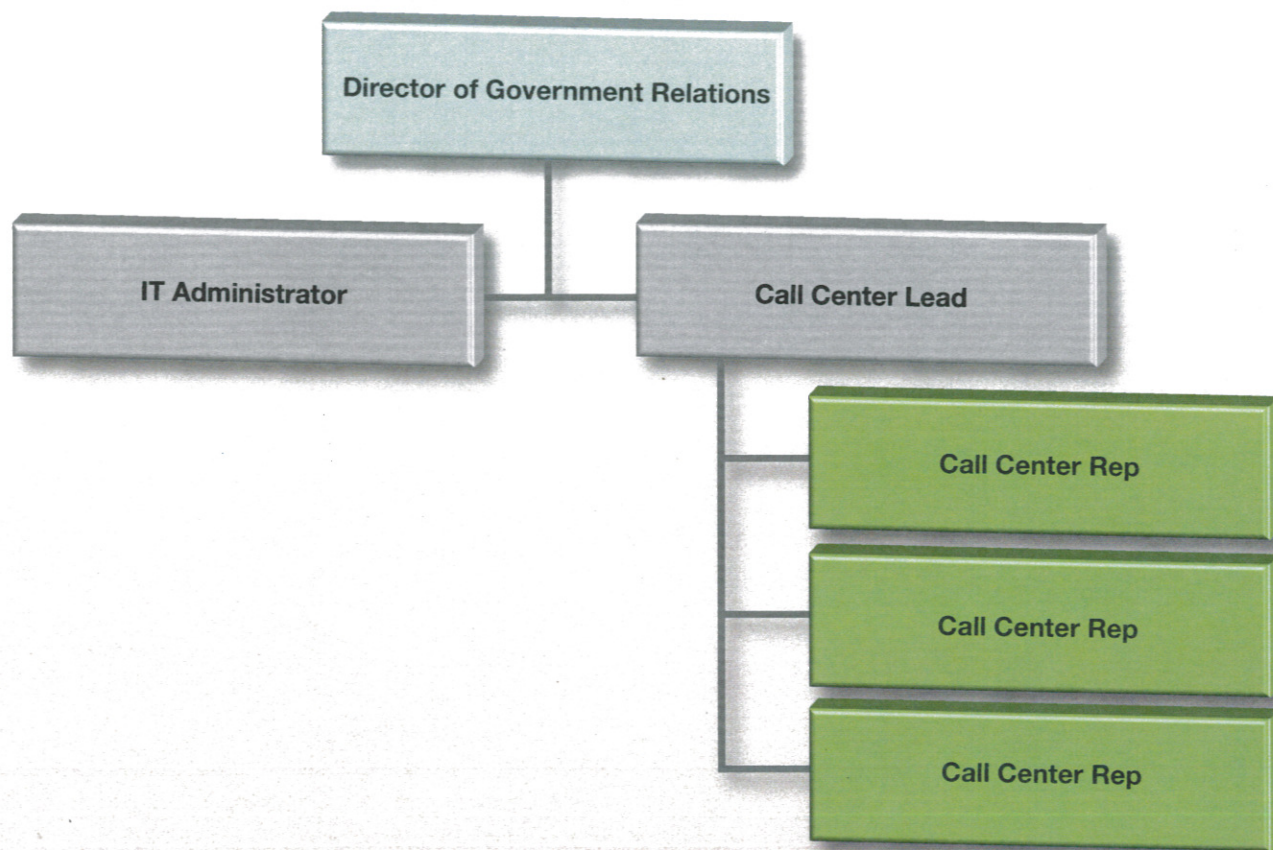 Director of Government Relations
IT Administrator
Call Center Lead
Call Center Rep
Call Center Rep
Call Center Rep